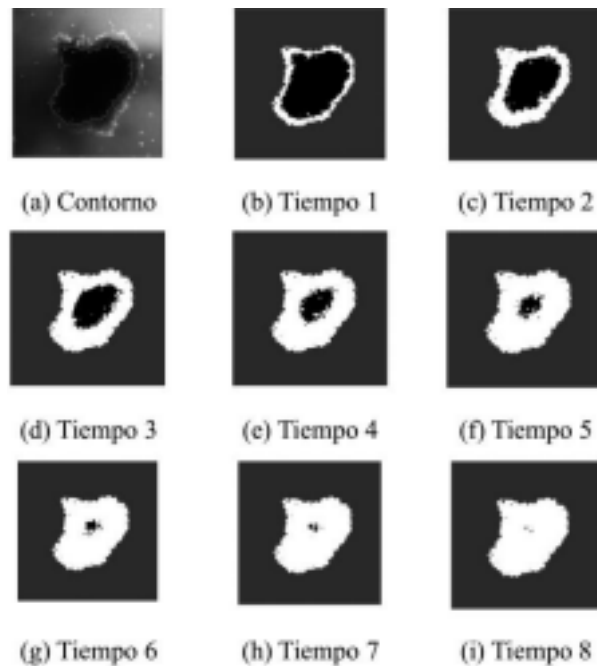 (a) Contorno
(b) Tiempo 1
(c) Tiempo 2
(d) Tiempo 3
(e) Tiempo 4
(f) Tiempo 5
(g) Tiempo 6
(h) Tiempo 7
(i) Tiempo 8